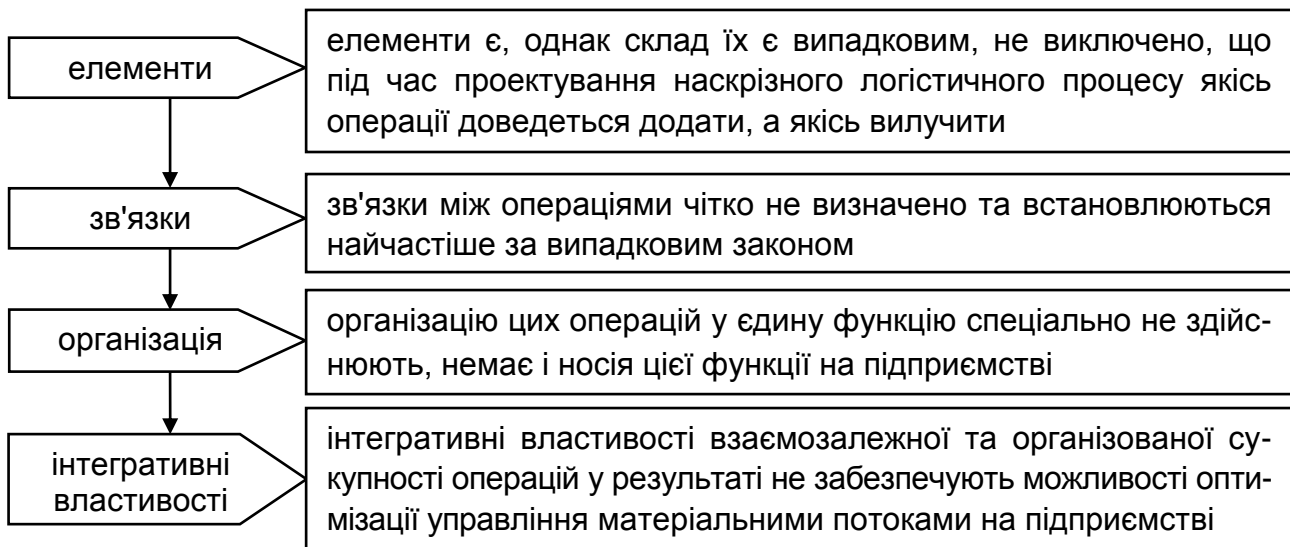 елементи
елементи є, однак склад їх є випадковим, не виключено, що
під час проектування наскрізного логістичного процесу якісь
операції доведеться додати, а якісь вилучити
зв'язки
зв'язки між операціями чітко не визначено та встановлюються
найчастіше за випадковим законом
організація
організацію цих операцій у єдину функцію спеціально не здійс-
нюють, немає і носія цієї функції на підприємстві
інтегративні
властивості
інтегративні властивості взаємозалежної та організованої су-
купності операцій у результаті не забезпечують можливості опти-
мізації управління матеріальними потоками на підприємстві